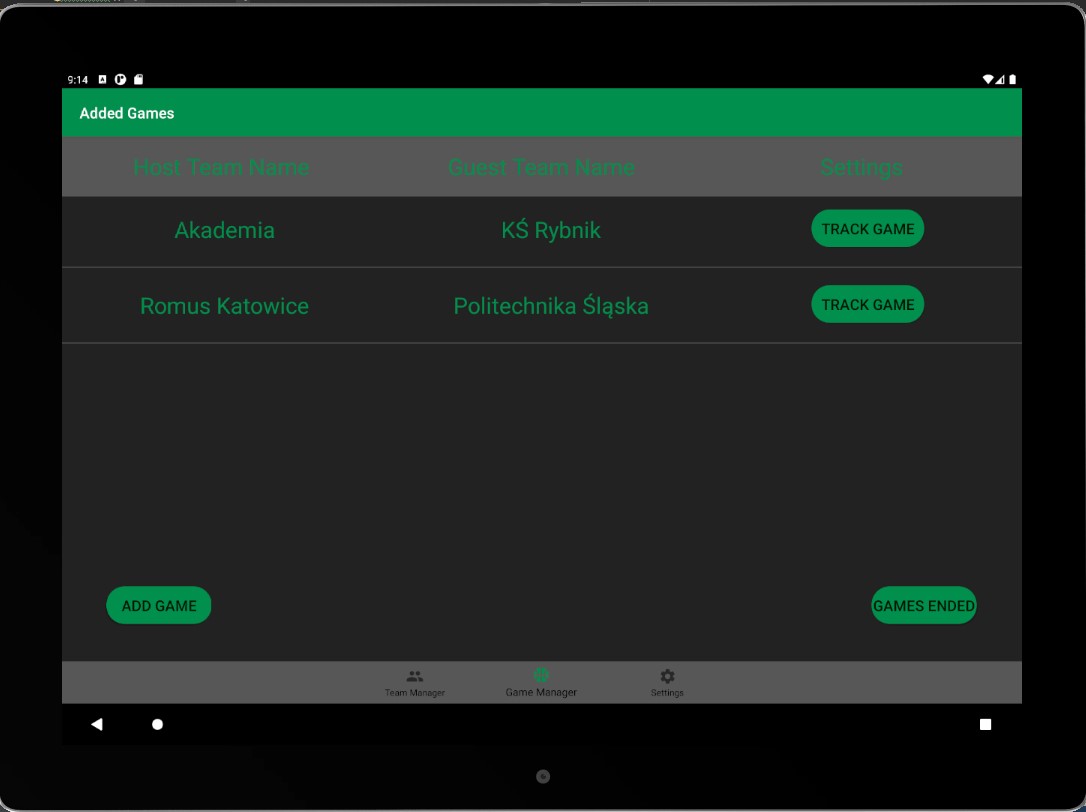 9:14
Added Games
Host Team Name Guest Team Name Settings
Akademia KŚ Rybnik TRACK GAME
Romus Katowice Politechnika Śląska TRACK GAME
ADD GAME GAMES ENDED
Team Manager Game Manager Settings